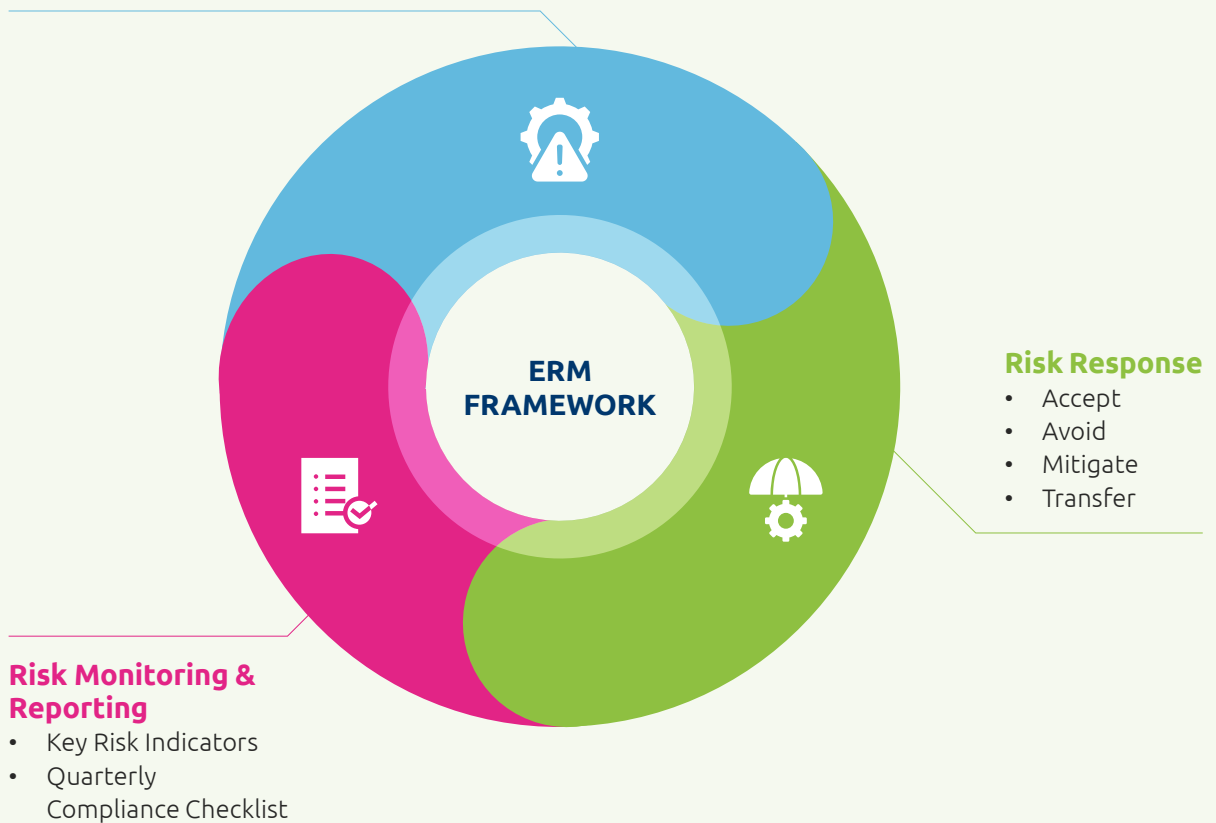 ERM
FRAMEWORK
Risk Response
• Accept
• Avoid
• Mitigate
• Transfer
Risk Monitoring &
Reporting
• Key Risk Indicators
• Quarterly
Compliance Checklist